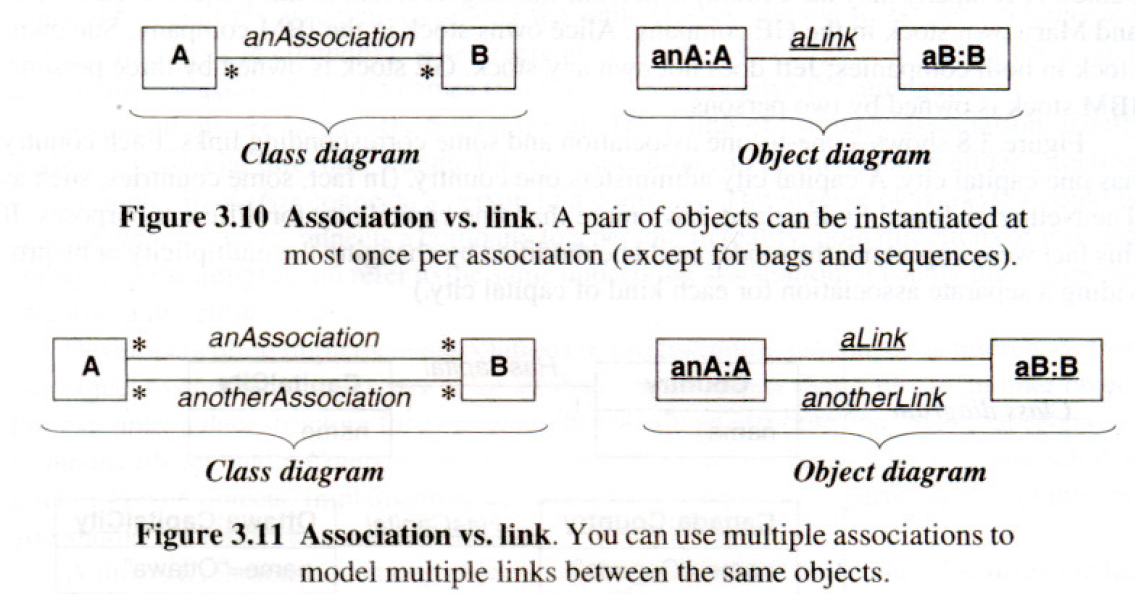 A anAssociation B
* *
anA:A aLink aB:B
Class diagram
Object diagram
Figure 3.10 Association vs. link. A pair of objects can be instantiated at
most once per association (except for bags and sequences).
* anAssociation *
A B
* anotherAssociation *
aLink
anA:A aB:B
anotherLink
Class diagram
Object diagram
Figure 3.11 Association vs. link. You can use multiple associations to
model multiple links between the same objects.